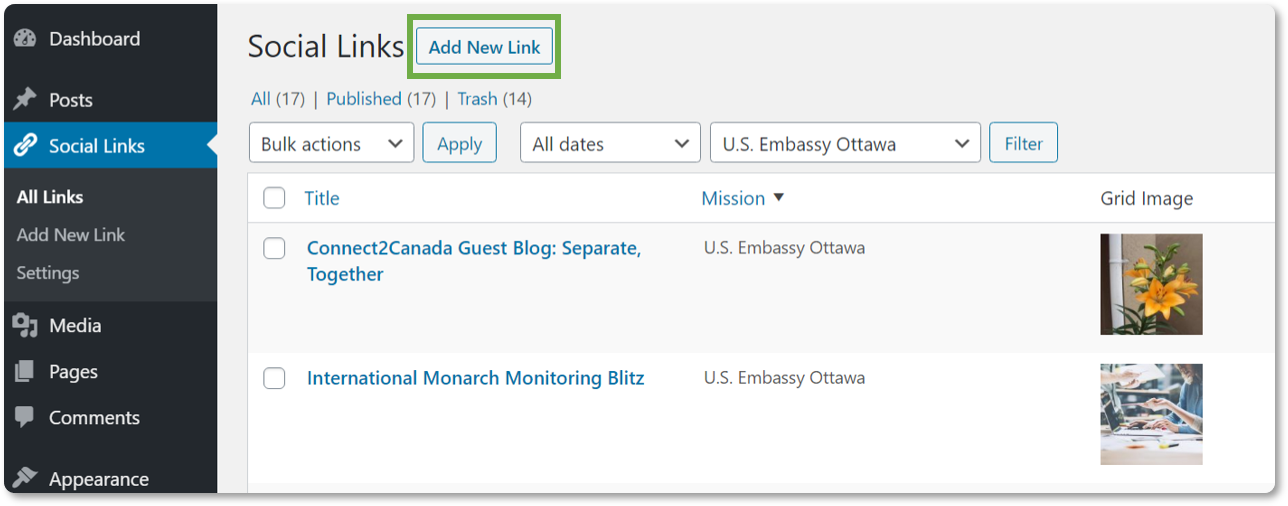 Dashboard
Posts
Social Links
All Links
Add New Link
Settings
Media
Pages
Comments
Appearance
Social Links Add New Link
All (17) | Published (17) | Trash (14)
Bulk actions Apply All dates U.S. Embassy Ottawa Filter
Title Mission Grid Image
Connect2Canada Guest Blog: Separate, U.S. Embassy Ottawa
Together
International Monarch Monitoring Blitz U.S. Embassy Ottawa